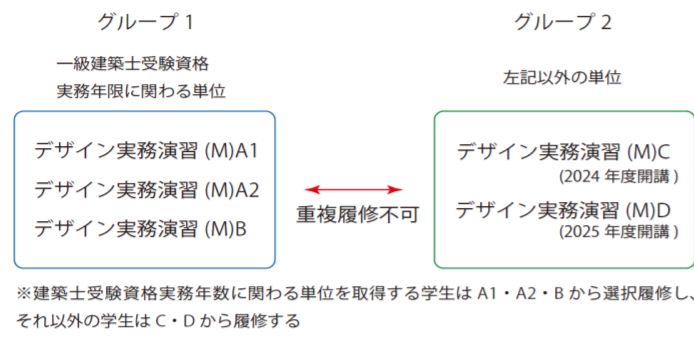 グループ 1
グループ 2
一級建築士受験資格
実務年限に関わる単位
左記以外の単位
デザイン実務演習 (M)A1
デザイン実務演習 (M)A2
デザイン実務演習 (M)B
重複履修不可
デザイン実務演習 (M)C
(2024 年度開講 )
デザイン実務演習 (M)D
(2025 年度開講 )
※建築士受験資格実務年数に関わる単位を取得する学生は A1・A2・B から選択履修し、
それ以外の学生は C・D から履修する